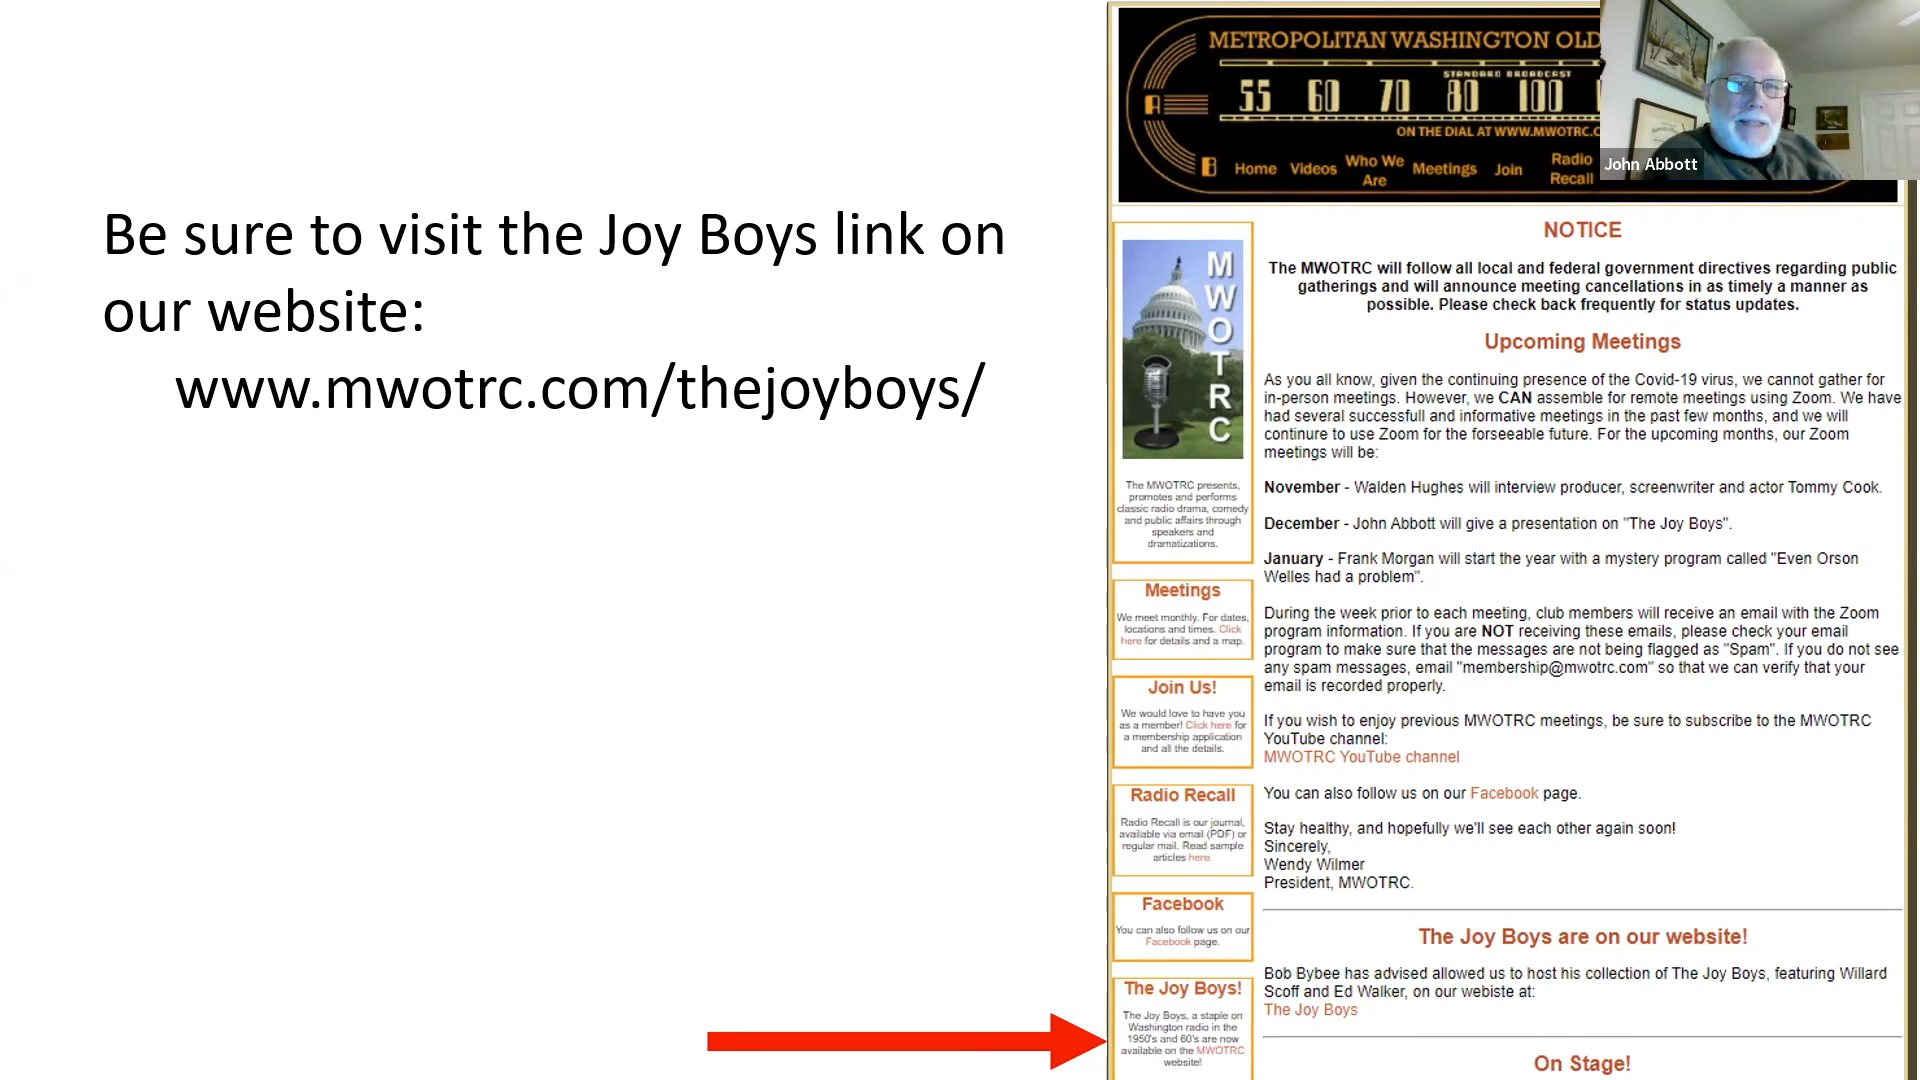 Be sure to visit the Joy Boys link on
our website:
www.mwotrc.com/thejoyboys/
METROPOLITAN WASHINGTON OLD
STANDARD BROADCAST
55 60 70 80 100
A
ON THE DIAL AT WWW.MWOTRC.C
B
Home Videos Who We Are Meetings Join Radio Recall
John Abbott
MWOTRC
The MWOTRC presents,
promotes and performs
classic radio drama, comedy
and public affairs through
speakers and
dramatizations.
Meetings
We meet monthly. For dates,
locations and times. Click
here for details and a map.
Join Us!
We would love to have you
as a member! Click here for
a membership application
and all the details.
Radio Recall
Radio Recall is our journal,
available via email (PDF) or
regular mail. Read sample
articles here.
Facebook
You can also follow us on our
Facebook page.
The Joy Boys!
The Joy Boys, a staple on
Washington radio in the
1950's and 60's are now
available on the MWOTRC
website!
NOTICE
The MWOTRC will follow all local and federal government directives regarding public
gatherings and will announce meeting cancellations in as timely a manner as
possible. Please check back frequently for status updates.
Upcoming Meetings
As you all know, given the continuing presence of the Covid-19 virus, we cannot gather for
in-person meetings. However, we CAN assemble for remote meetings using Zoom. We have
had several successfull and informative meetings in the past few months, and we will
continue to use Zoom for the forseeable future. For the upcoming months, our Zoom
meetings will be:
November - Walden Hughes will interview producer, screenwriter and actor Tommy Cook.
December - John Abbott will give a presentation on "The Joy Boys".
January - Frank Morgan will start the year with a mystery program called "Even Orson
Welles had a problem".
During the week prior to each meeting, club members will receive an email with the Zoom
program information. If you are NOT receiving these emails, please check your email
program to make sure that the messages are not being flagged as "Spam". If you do not see
any spam messages, email "membership@mwotrc.com" so that we can verify that your
email is recorded properly.
If you wish to enjoy previous MWOTRC meetings, be sure to subscribe to the MWOTRC
YouTube channel:
MWOTRC YouTube channel
You can also follow us on our Facebook page.
Stay healthy, and hopefully we'll see each other again soon!
Sincerely,
Wendy Wilmer
President, MWOTRC.
The Joy Boys are on our website!
Bob Bybee has advised allowed us to host his collection of The Joy Boys, featuring Willard
Scoff and Ed Walker, on our webiste at:
The Joy Boys
On Stage!